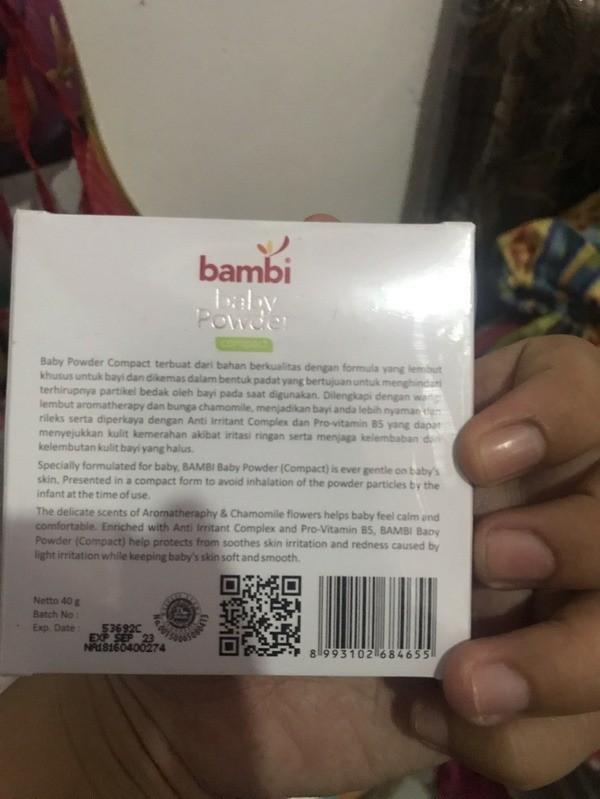 bambi
baby
Powder
compact
Baby Powder Compact terbuat dari bahan berkualitas dengan formula yang lembut
khusus untuk bayi dan dikemas dalam bentuk padat yang bertujuan untuk menghindari
terhirupnya partikel bedak oleh bayi pada saat digunakan. Dilengkapi dengan wangi
lembut aromatherapy dan bunga chamomile, menjadikan bayi anda lebih nyaman dan
rileks serta diperkaya dengan Anti Irritant Complex dan Pro-vitamin B5 yang dapat
menyejukkan kulit kemerahan akibat iritasi ringan serta menjaga kelembaban dan
kelembutan kulit bayi yang halus.
Specially formulated for baby, BAMBI Baby Powder (Compact) is ever gentle on baby's
skin. Presented in a compact form to avoid inhalation of the powder particles by the
infant at the time of use.
The delicate scents of Aromatheraphy & Chamomile flowers helps baby feel calm and
comfortable. Enriched with Anti Irritant Complex and Pro-Vitamin B5, BAMBI Baby
Powder (Compact) help protects from soothes skin irritation and redness caused by
light irritation while keeping baby's skin soft and smooth.
Netto 40 g
Batch No : 53692C
Exp. Date : EXP SEP 23
NA18160400274
8 993102 684655